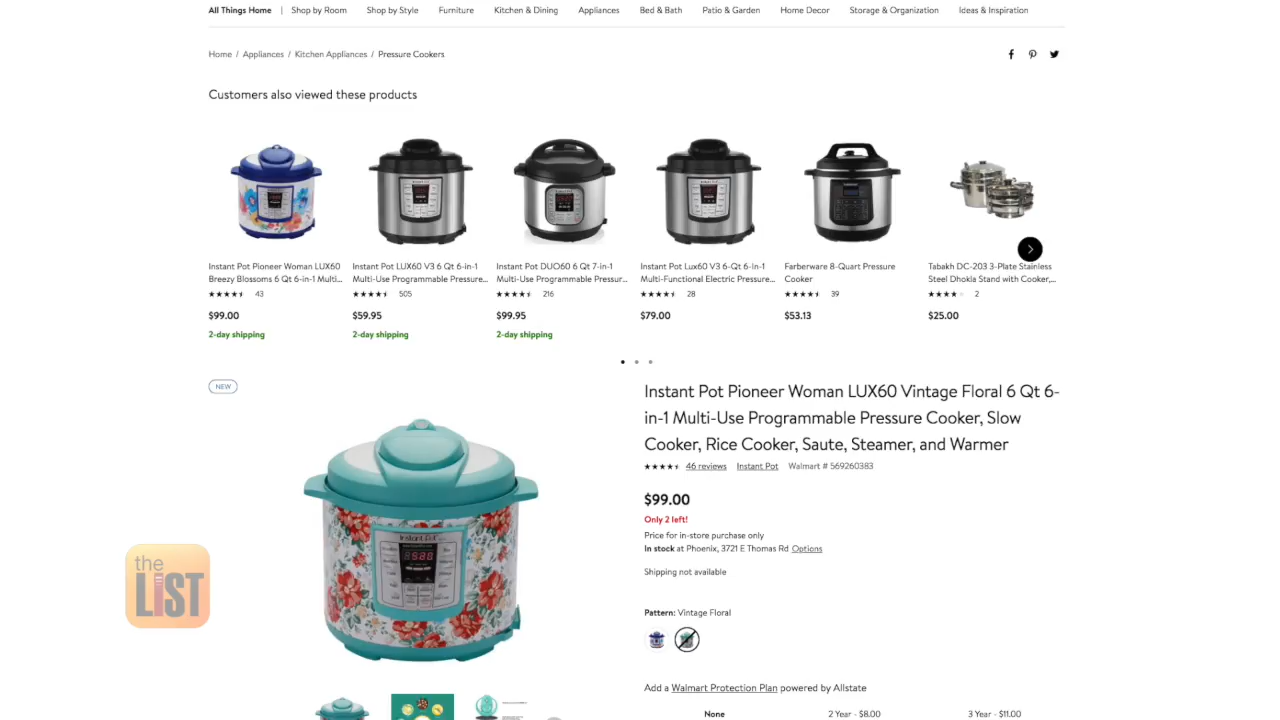 All Things Home | Shop by Room Shop by Style Furniture Kitchen & Dining Appliances Bed & Bath Patio & Garden Home Decor Storage & Organization Ideas & Inspiration
Home / Appliances / Kitchen Appliances / Pressure Cookers
Customers also viewed these products
Instant Pot Pioneer Woman LUX60
Breezy Blossoms 6 Qt 6-in-1 Multi...
43
$99.00
2-day shipping
Instant Pot LUX60 V3 6 Qt 6-in-1
Multi-Use Programmable Pressure...
505
$59.95
2-day shipping
Instant Pot DUO60 6 Qt 7-in-1
Multi-Use Programmable Pressur...
216
$99.95
2-day shipping
Instant Pot Lux60 V3 6-Qt 6-In-1
Multi-Functional Electric Pressure...
28
$79.00
Farberware 8-Quart Pressure
Cooker
39
$53.13
Tabakh DC-203 3-Plate Stainless
Steel Dhokla Stand with Cooker,...
2
$25.00
NEW
Instant Pot
the
LIST
Instant Pot Pioneer Woman LUX60 Vintage Floral 6 Qt 6-
in-1 Multi-Use Programmable Pressure Cooker, Slow
Cooker, Rice Cooker, Saute, Steamer, and Warmer
46 reviews Instant Pot Walmart # 569260383
$99.00
Only 2 left!
Price for in-store purchase only
In stock at Phoenix, 3721 E Thomas Rd Options
Shipping not available
Pattern: Vintage Floral
Add a Walmart Protection Plan powered by Allstate
None 2 Year - $8.00 3 Year - $11.00